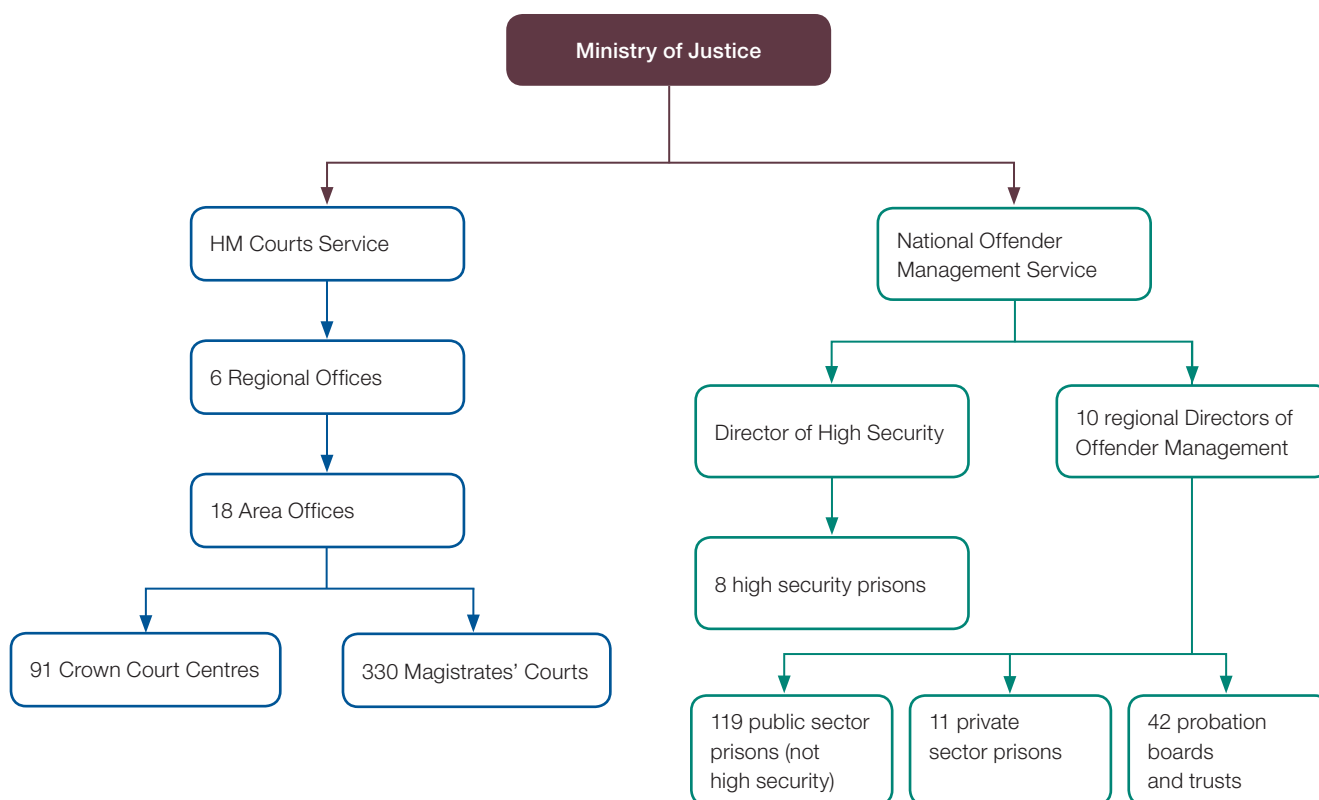 Ministry of Justice
HM Courts Service
National Offender
Management Service
6 Regional Offices
Director of High Security
10 regional Directors of
Offender Management
18 Area Offices
8 high security prisons
91 Crown Court Centres
330 Magistrates’ Courts
119 public sector
prisons (not
high security)
11 private
sector prisons
42 probation
boards
and trusts